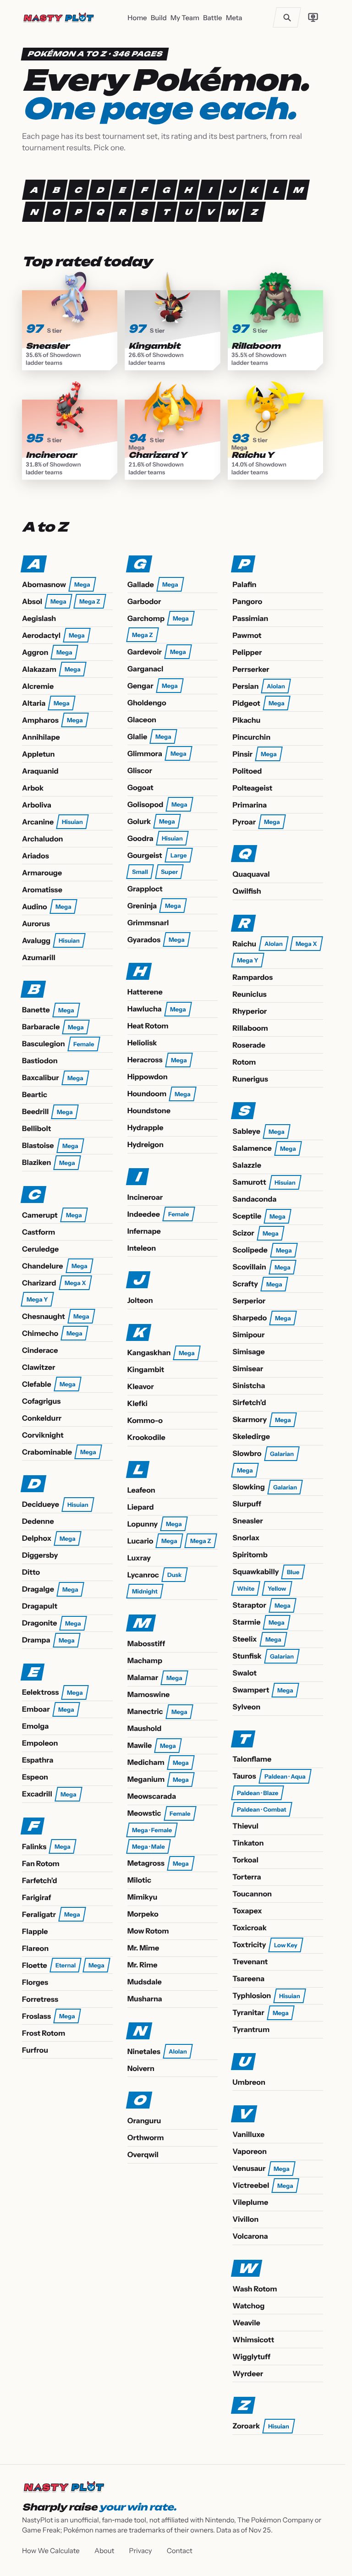 NASTY PLOT
Home Build My Team Battle Meta
POKÉMON A TO Z · 346 PAGES
Every Pokémon.
One page each.
Each page has its best tournament set, its rating and its best partners, from real
tournament results. Pick one.
A B C D E F G H I J K L M
N O P Q R S T U V W Z
Top rated today
97 S tier
Sneasler
35.6% of Showdown
ladder teams
97 S tier
Kingambit
26.6% of Showdown
ladder teams
97 S tier
Rillaboom
35.5% of Showdown
ladder teams
95 S tier
Incineroar
31.8% of Showdown
ladder teams
94 S tier
Mega
Charizard Y
21.6% of Showdown
ladder teams
93 S tier
Mega
Raichu Y
14.0% of Showdown
ladder teams
A to Z
A
Abomasnow Mega
Absol Mega Mega Z
Aegislash
Aerodactyl Mega
Aggron Mega
Alakazam Mega
Alcremie
Altaria Mega
Ampharos Mega
Annihilape
Appletun
Araquanid
Arbok
Arboliva
Arcanine Hisuian
Archaludon
Ariados
Armarouge
Aromatisse
Audino Mega
Aurorus
Avalugg Hisuian
Azumarill
B
Banette Mega
Barbaracle Mega
Basculegion Female
Bastiodon
Baxcalibur Mega
Beartic
Beedrill Mega
Bellibolt
Blastoise Mega
Blaziken Mega
C
Camerupt Mega
Castform
Ceruledge
Chandelure Mega
Charizard Mega X
Mega Y
Chesnaught Mega
Chimecho Mega
Cinderace
Clawitzer
Clefable Mega
Cofagrigus
Conkeldurr
Corviknight
Crabominable Mega
D
Decidueye Hisuian
Dedenne
Delphox Mega
Diggersby
Ditto
Dragalge Mega
Dragapult
Dragonite Mega
Drampa Mega
E
Eelektross Mega
Emboar Mega
Emolga
Empoleon
Espathra
Espeon
Excadrill Mega
F
Falinks Mega
Fan Rotom
Farfetch'd
Farigiraf
Feraligatr Mega
Flapple
Flareon
Floette Eternal Mega
Florges
Forretress
Froslass Mega
Frost Rotom
Furfrou
G
Gallade Mega
Garbodor
Garchomp Mega
Mega Z
Gardevoir Mega
Garganacl
Gengar Mega
Gholdengo
Glaceon
Glalie Mega
Glimmora Mega
Gliscor
Gogoat
Golisopod Mega
Golurk Mega
Goodra Hisuian
Gourgeist Large
Small Super
Grapploct
Greninja Mega
Grimmsnarl
Gyarados Mega
H
Hatterene
Hawlucha Mega
Heat Rotom
Heliolisk
Heracross Mega
Hippowdon
Houndoom Mega
Houndstone
Hydrapple
Hydreigon
I
Incineroar
Indeedee Female
Infernape
Inteleon
J
Jolteon
K
Kangaskhan Mega
Kingambit
Kleavor
Klefki
Kommo-o
Krookodile
L
Leafeon
Liepard
Lopunny Mega
Lucario Mega Mega Z
Luxray
Lycanroc Dusk
Midnight
M
Mabosstiff
Machamp
Malamar Mega
Mamoswine
Manectric Mega
Maushold
Mawile Mega
Medicham Mega
Meganium Mega
Meowscarada
Meowstic Female
Mega · Female
Mega · Male
Metagross Mega
Milotic
Mimikyu
Morpeko
Mow Rotom
Mr. Mime
Mr. Rime
Mudsdale
Musharna
N
Ninetales Alolan
Noivern
O
Oranguru
Orthworm
Overqwil
P
Palafin
Pangoro
Passimian
Pawmot
Pelipper
Perrserker
Persian Alolan
Pidgeot Mega
Pikachu
Pincurchin
Pinsir Mega
Politoed
Polteageist
Primarina
Pyroar Mega
Q
Quaquaval
Qwilfish
R
Raichu Alolan Mega X
Mega Y
Rampardos
Reuniclus
Rhyperior
Rillaboom
Roserade
Rotom
Runerigus
S
Sableye Mega
Salamence Mega
Salazzle
Samurott Hisuian
Sandaconda
Sceptile Mega
Scizor Mega
Scolipede Mega
Scovillain Mega
Scrafty Mega
Serperior
Sharpedo Mega
Simipour
Simisage
Simisear
Sinistcha
Sirfetch'd
Skarmory Mega
Skeledirge
Slowbro Galarian
Mega
Slowking Galarian
Slurpuff
Sneasler
Snorlax
Spiritomb
Squawkabilly Blue
White Yellow
Staraptor Mega
Starmie Mega
Steelix Mega
Stunfisk Galarian
Swalot
Swampert Mega
Sylveon
T
Talonflame
Tauros Paldean · Aqua
Paldean · Blaze
Paldean · Combat
Thievul
Tinkaton
Torkoal
Torterra
Toucannon
Toxapex
Toxicroak
Toxtricity Low Key
Trevenant
Tsareena
Typhlosion Hisuian
Tyranitar Mega
Tyrantrum
U
Umbreon
V
Vanilluxe
Vaporeon
Venusaur Mega
Victreebel Mega
Vileplume
Vivillon
Volcarona
W
Wash Rotom
Watchog
Weavile
Whimsicott
Wigglytuff
Wyrdeer
Z
Zoroark Hisuian
NASTY PLOT
Sharply raise your win rate.
NastyPlot is an unofficial, fan-made tool, not affiliated with Nintendo, The Pokémon Company or
Game Freak; Pokémon names are trademarks of their owners. Data as of Nov 25.
How We Calculate About Privacy Contact